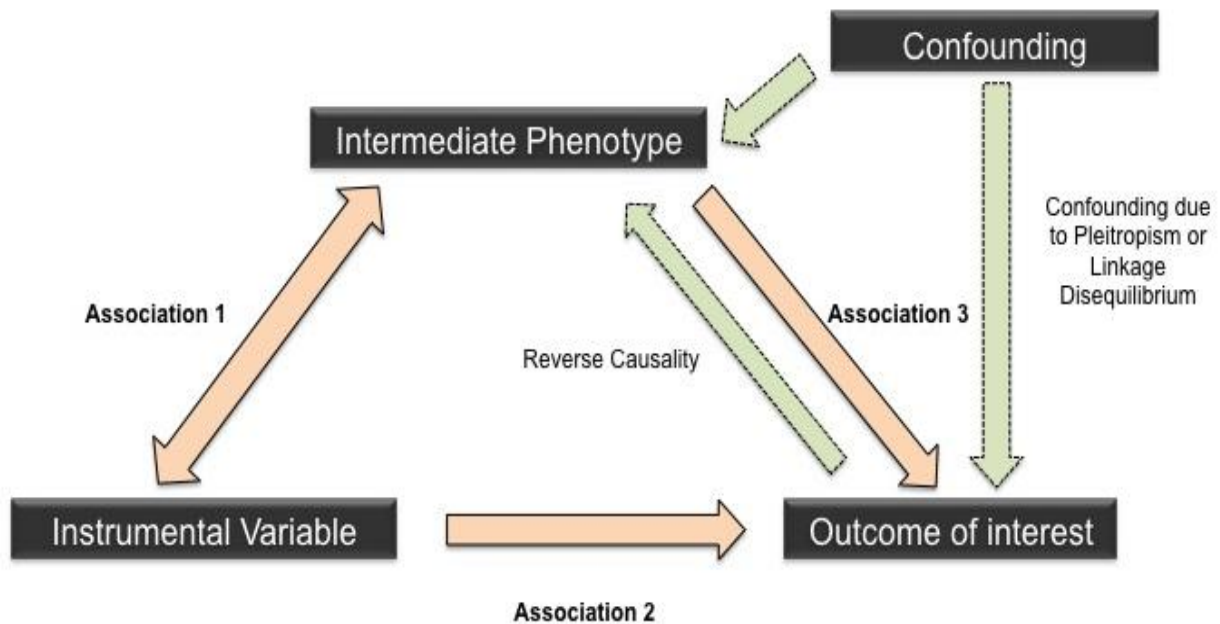 Confounding
Intermediate Phenotype
Confounding due
to Pleitropism or
Linkage
Disequilibrium
Association 1
Association 3
Reverse Causality
Instrumental Variable
Outcome of interest
Association 2